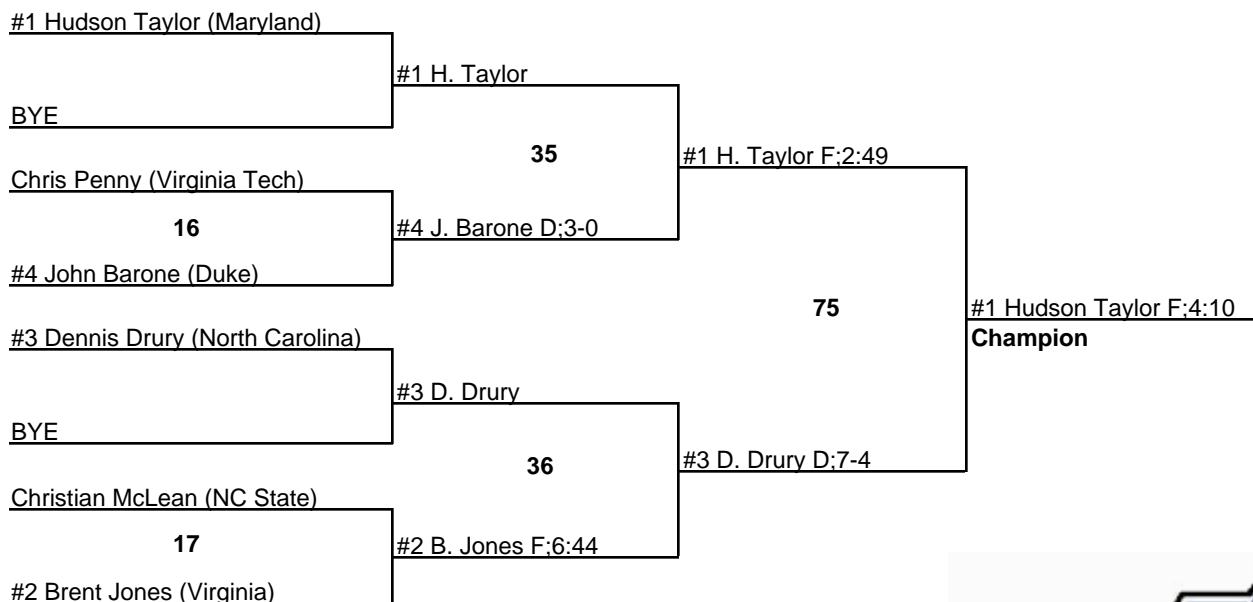 #1 Hudson Taylor (Maryland)
#1 H. Taylor
BYE
35
#1 H. Taylor F;2:49
Chris Penny (Virginia Tech)
16
#4 J. Barone D;3-0
#4 John Barone (Duke)
75
#1 Hudson Taylor F;4:10
Champion
#3 Dennis Drury (North Carolina)
#3 D. Drury
BYE
36
#3 D. Drury D;7-4
Christian McLean (NC State)
17
#2 B. Jones F;6:44
#2 Brent Jones (Virginia)